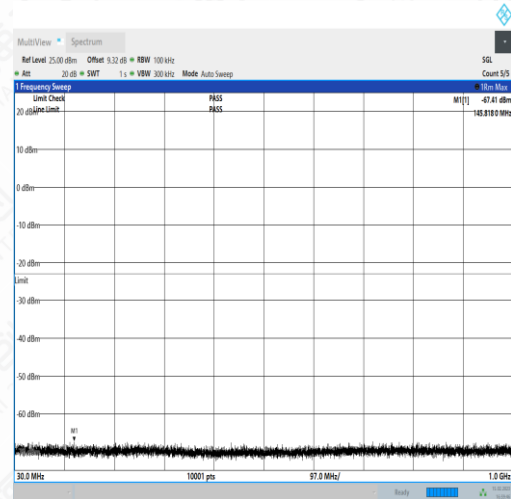 MultiView Spectrum
Ref Level 25.00 dBm Offset 9.32 dB RBW 100 kHz SGL
Att 20 dB SWT 1 s VBW 300 kHz Mode Auto Sweep Count 5/5
1 Frequency Sweep 1Rm Max
Limit Check PASS M1[1] -67.41 dBm
20 dBm Line Limit PASS 145.8180 MHz
10 dBm
0 dBm
-10 dBm
-20 dBm
Limit
-30 dBm
-40 dBm
-50 dBm
-60 dBm
M1
30.0 MHz 10001 pts 97.0 MHz/ 1.0 GHz
Ready